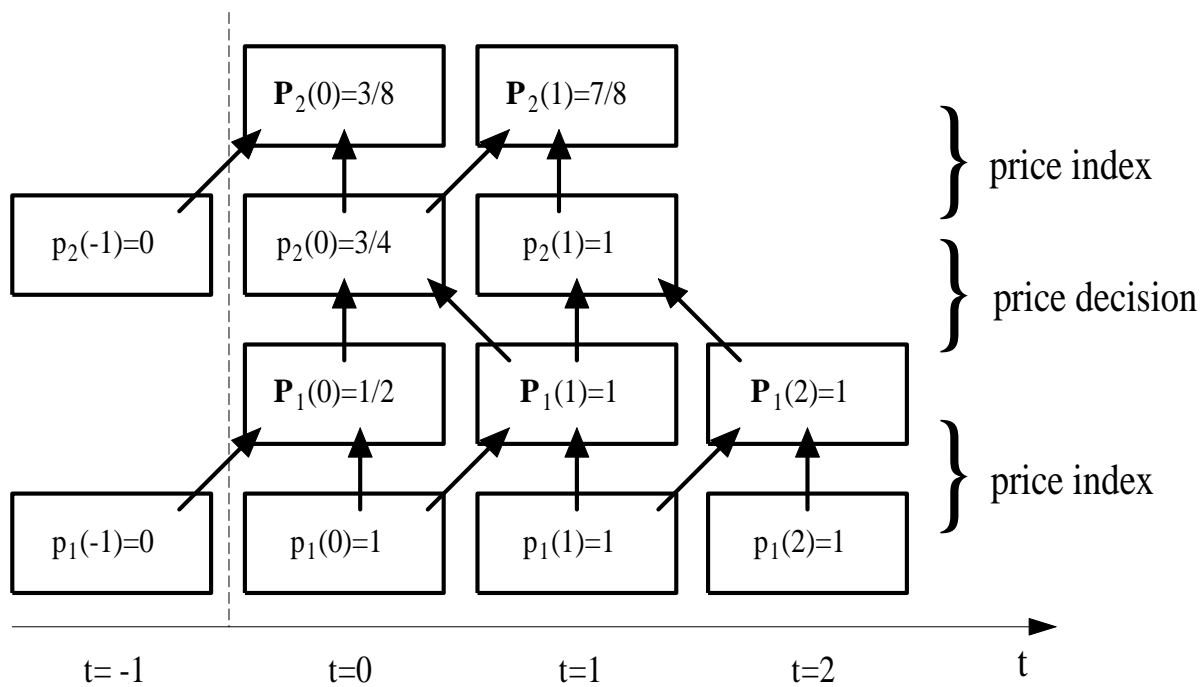 P₂(0)=3/8 P₂(1)=7/8
price index
p₂(-1)=0 p₂(0)=3/4 p₂(1)=1
price decision
P₁(0)=1/2 P₁(1)=1 P₁(2)=1
price index
p₁(-1)=0 p₁(0)=1 p₁(1)=1 p₁(2)=1
t= -1 t=0 t=1 t=2 t